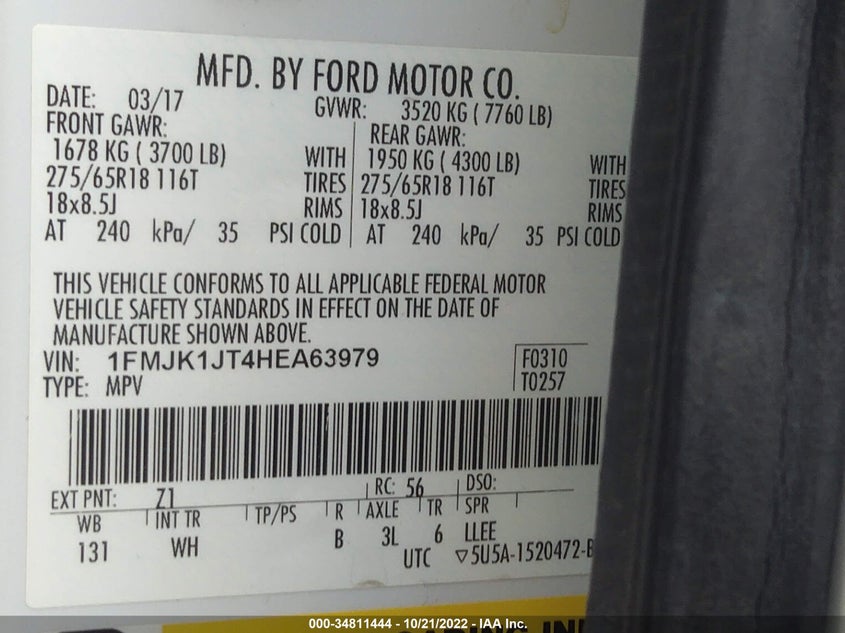 MFD. BY FORD MOTOR CO.
DATE: 03/17 GVWR: 3520 KG ( 7760 LB)
FRONT GAWR: REAR GAWR:
1678 KG ( 3700 LB) WITH 1950 KG ( 4300 LB) WITH
275/65R18 116T TIRES 275/65R18 116T TIRES
18x8.5J RIMS 18x8.5J RIMS
AT 240 kPa/ 35 PSI COLD AT 240 kPa/ 35 PSI COLD
THIS VEHICLE CONFORMS TO ALL APPLICABLE FEDERAL MOTOR
VEHICLE SAFETY STANDARDS IN EFFECT ON THE DATE OF
MANUFACTURE SHOWN ABOVE.
VIN: 1FMJK1JT4HEA63979 F0310
TYPE: MPV T0257
EXT PNT: Z1 RC: 56 DSO:
WB INT TR TP/PS R AXLE TR SPR
131 WH B 3L 6 LLEE
UTC ▽5U5A-1520472-B
000-34811444 - 10/21/2022 - IAA Inc.